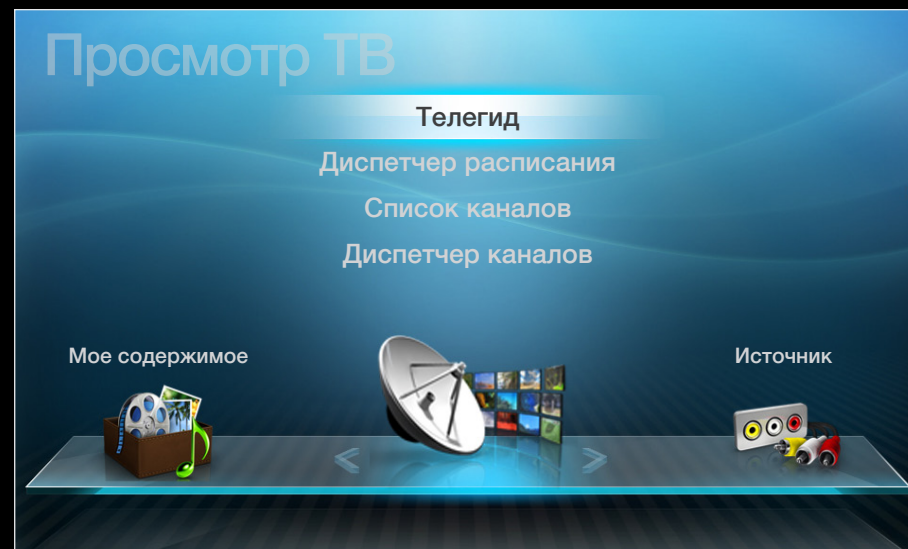 Просмотр ТВ
Телегид
Диспетчер расписания
Список каналов
Диспетчер каналов
Мое содержимое
Источник